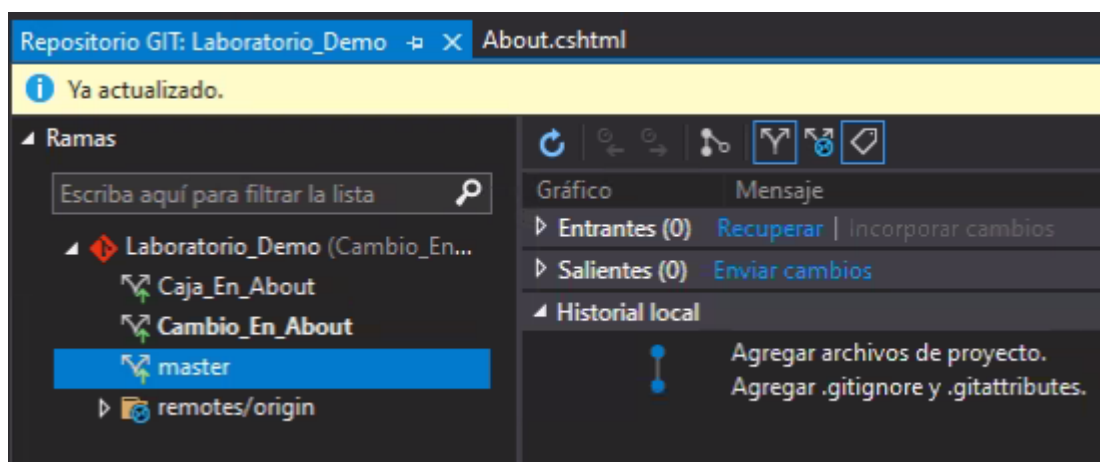 Repositorio GIT: Laboratorio_Demo
About.cshtml
Ya actualizado.
Ramas
Escriba aquí para filtrar la lista
Laboratorio_Demo (Cambio_En...
Caja_En_About
Cambio_En_About
master
remotes/origin
Gráfico Mensaje
Entrantes (0) Recuperar | Incorporar cambios
Salientes (0) Enviar cambios
Historial local
Agregar archivos de proyecto.
Agregar .gitignore y .gitattributes.